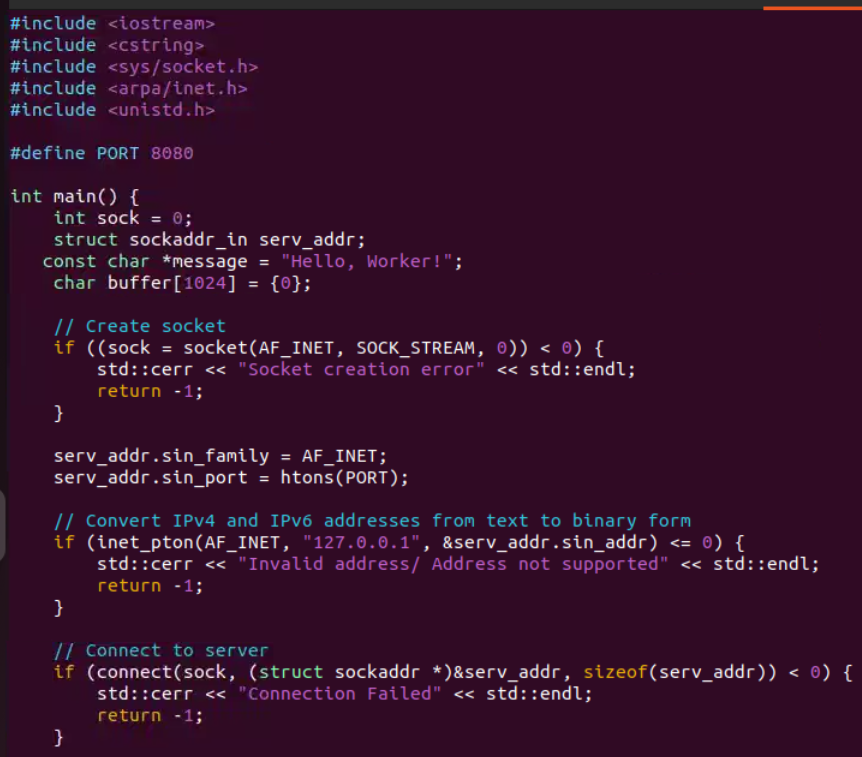 #include <iostream>
#include <cstring>
#include <sys/socket.h>
#include <arpa/inet.h>
#include <unistd.h>

#define PORT 8080

int main() {
    int sock = 0;
    struct sockaddr_in serv_addr;
   const char *message = "Hello, Worker!";
    char buffer[1024] = {0};

    // Create socket
    if ((sock = socket(AF_INET, SOCK_STREAM, 0)) < 0) {
        std::cerr << "Socket creation error" << std::endl;
        return -1;
    }

    serv_addr.sin_family = AF_INET;
    serv_addr.sin_port = htons(PORT);

    // Convert IPv4 and IPv6 addresses from text to binary form
    if (inet_pton(AF_INET, "127.0.0.1", &serv_addr.sin_addr) <= 0) {
        std::cerr << "Invalid address/ Address not supported" << std::endl;
        return -1;
    }

    // Connect to server
    if (connect(sock, (struct sockaddr *)&serv_addr, sizeof(serv_addr)) < 0) {
        std::cerr << "Connection Failed" << std::endl;
        return -1;
    }